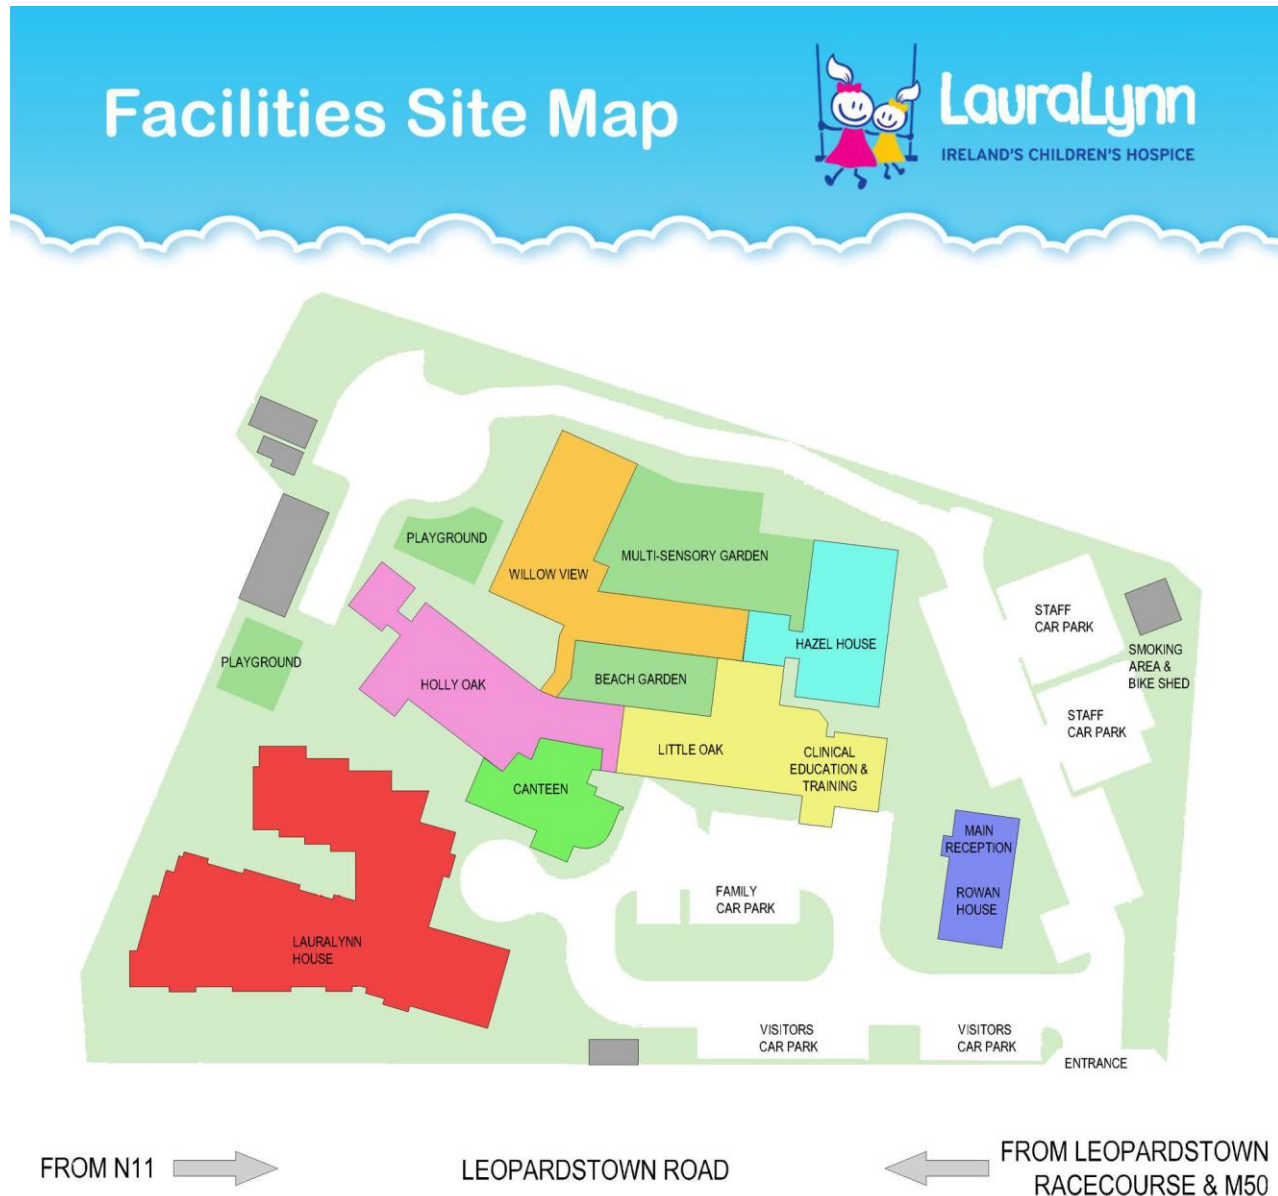 Facilities Site Map
LauraLynn
IRELAND'S CHILDREN'S HOSPICE
PLAYGROUND
MULTI-SENSORY GARDEN
WILLOW VIEW
STAFF
CAR PARK
HAZEL HOUSE
SMOKING
AREA &
BIKE SHED
PLAYGROUND
HOLLY OAK
BEACH GARDEN
STAFF
CAR PARK
LITTLE OAK
CLINICAL
EDUCATION &
TRAINING
CANTEEN
MAIN
RECEPTION
ROWAN
HOUSE
FAMILY
CAR PARK
LAURALYNN
HOUSE
VISITORS
CAR PARK
VISITORS
CAR PARK
ENTRANCE
FROM N11
LEOPARDSTOWN ROAD
FROM LEOPARDSTOWN
RACECOURSE & M50